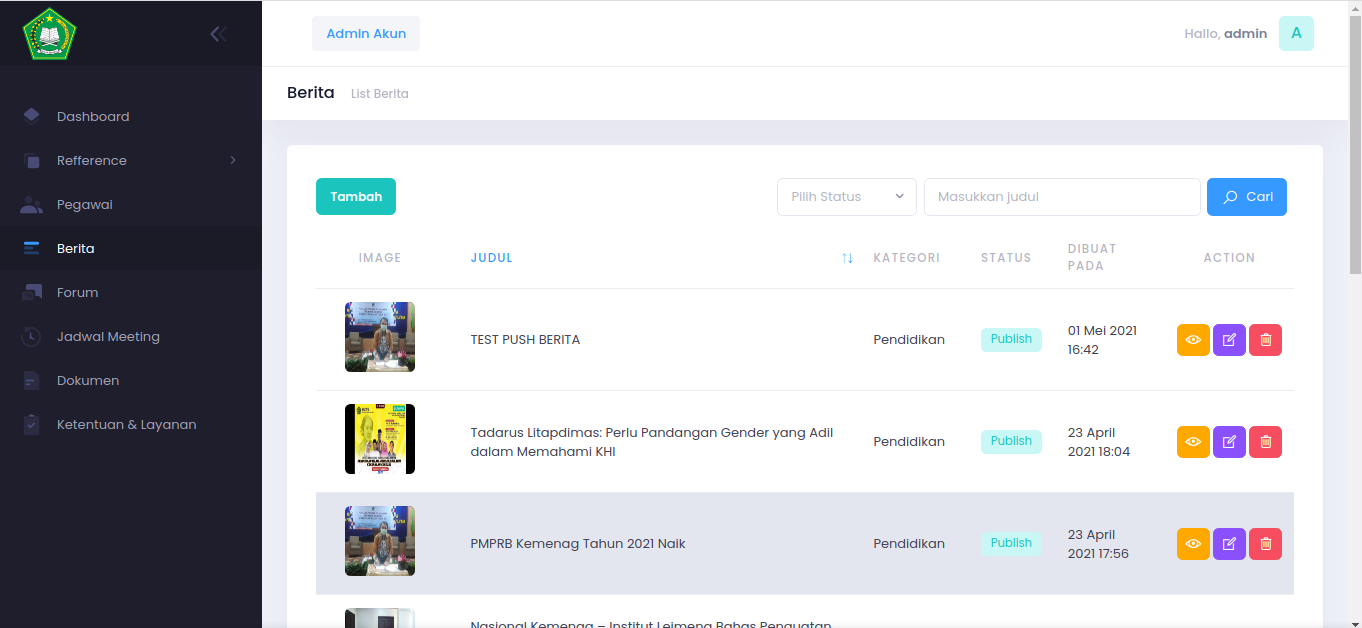 Admin Akun
Hallo, admin
A
Berita
List Berita
Dashboard
Refference
Pegawai
Berita
Forum
Jadwal Meeting
Dokumen
Ketentuan & Layanan
Tambah
Pilih Status
Masukkan judul
Cari
IMAGE
JUDUL
KATEGORI
STATUS
DIBUAT
PADA
ACTION
TEST PUSH BERITA
Pendidikan
Publish
01 Mei 2021
16:42
Tadarus Litapdimas: Perlu Pandangan Gender yang Adil
dalam Memahami KHI
Pendidikan
Publish
23 April
2021 18:04
PMPRB Kemenag Tahun 2021 Naik
Pendidikan
Publish
23 April
2021 17:56
Nasional Kemenag – Institut Leimena Bahas Penguatan